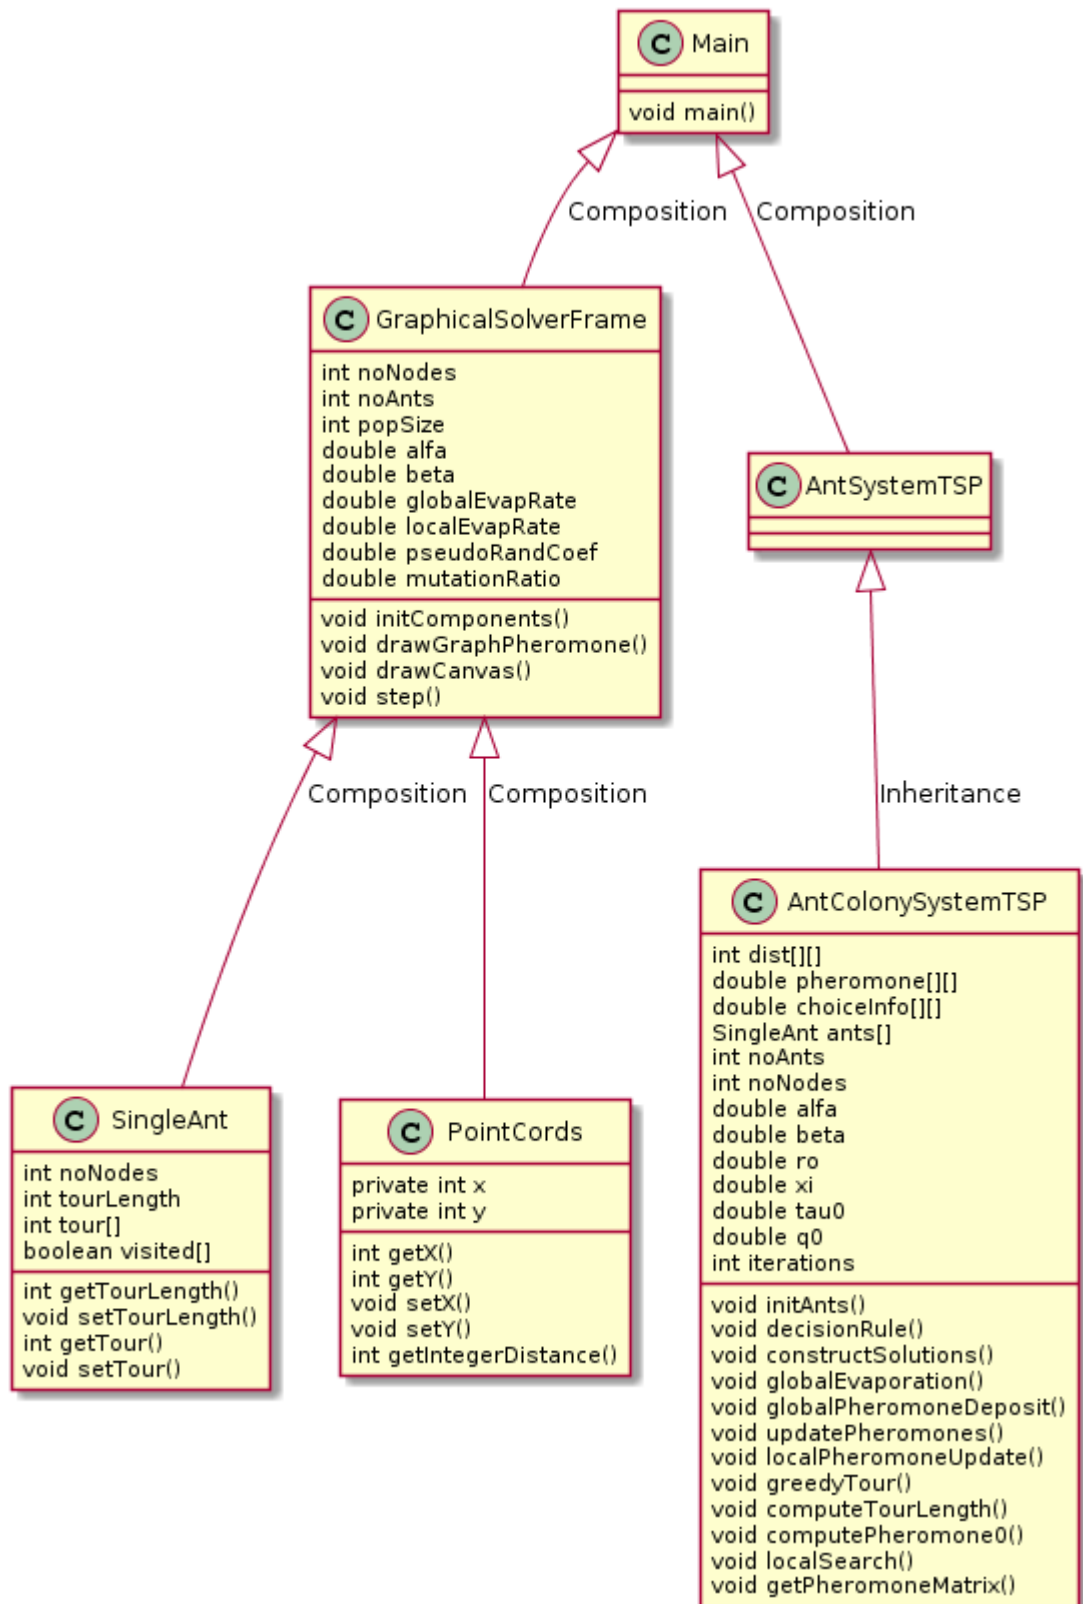 C Main
void main()
Composition
Composition
C GraphicalSolverFrame
int noNodes
int noAnts
int popSize
double alfa
double beta
double globalEvapRate
double localEvapRate
double pseudoRandCoef
double mutationRatio
void initComponents()
void drawGraphPheromone()
void drawCanvas()
void step()
C AntSystemTSP
Composition
Composition
Inheritance
C SingleAnt
int noNodes
int tourLength
int tour[]
boolean visited[]
int getTourLength()
void setTourLength()
int getTour()
void setTour()
C PointCords
private int x
private int y
int getX()
int getY()
void setX()
void setY()
int getIntegerDistance()
C AntColonySystemTSP
int dist[][]
double pheromone[][]
double choiceInfo[][]
SingleAnt ants[]
int noAnts
int noNodes
double alfa
double beta
double ro
double xi
double tau0
double q0
int iterations
void initAnts()
void decisionRule()
void constructSolutions()
void globalEvaporation()
void globalPheromoneDeposit()
void updatePheromones()
void localPheromoneUpdate()
void greedyTour()
void computeTourLength()
void computePheromone0()
void localSearch()
void getPheromoneMatrix()